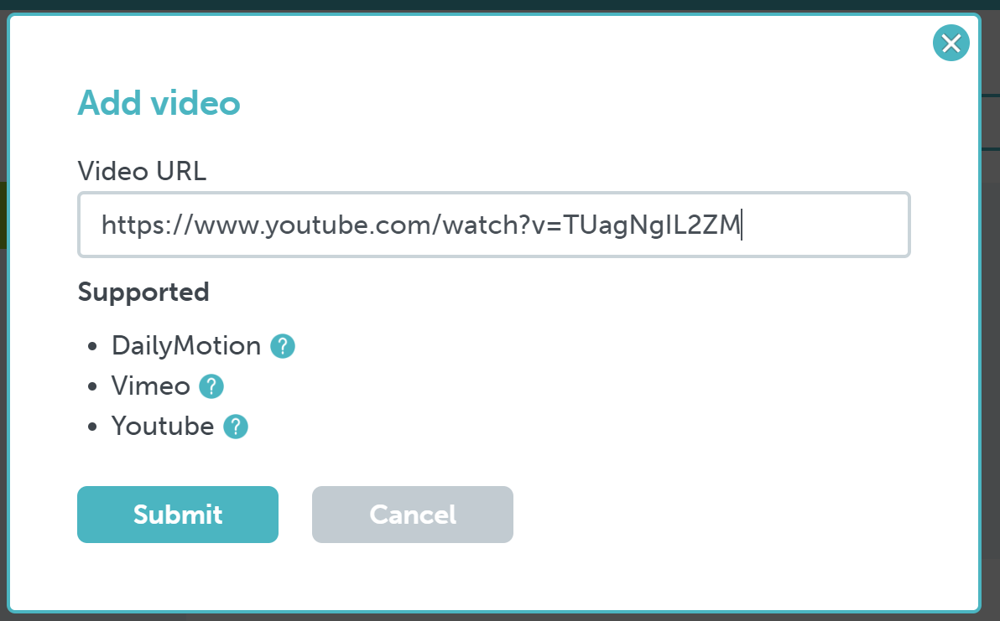 Add video
Video URL
https://www.youtube.com/watch?v=TUagNgIL2ZM
Supported
DailyMotion ?
Vimeo ?
Youtube ?
Submit Cancel